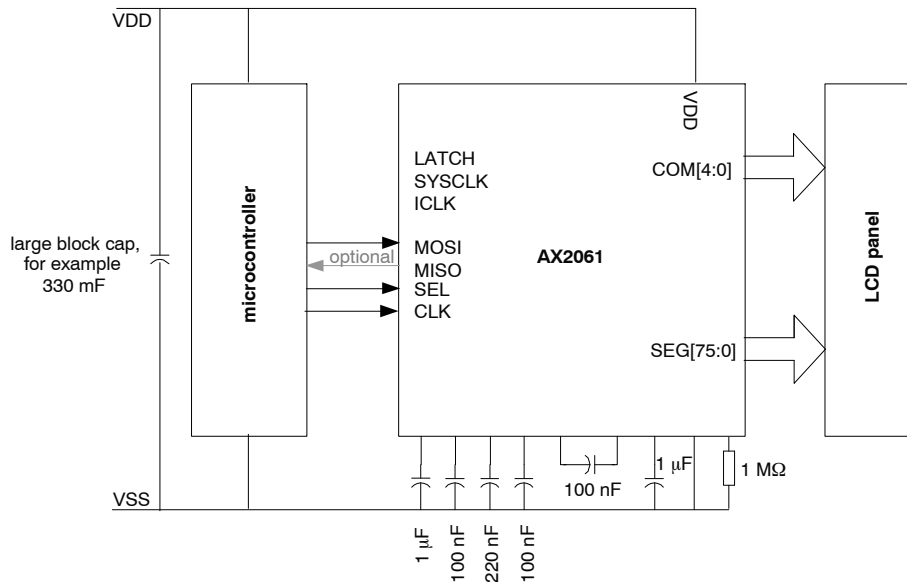 VDD
VDD
LATCH
SYSCLK
ICLK
COM[4:0]
large block cap,
for example
330 mF
microcontroller
optional
MOSI
MISO
SEL
CLK
AX2061
LCD panel
SEG[75:0]
1 μF
1 MΩ
100 nF
VSS
1 μF
100 nF
220 nF
100 nF